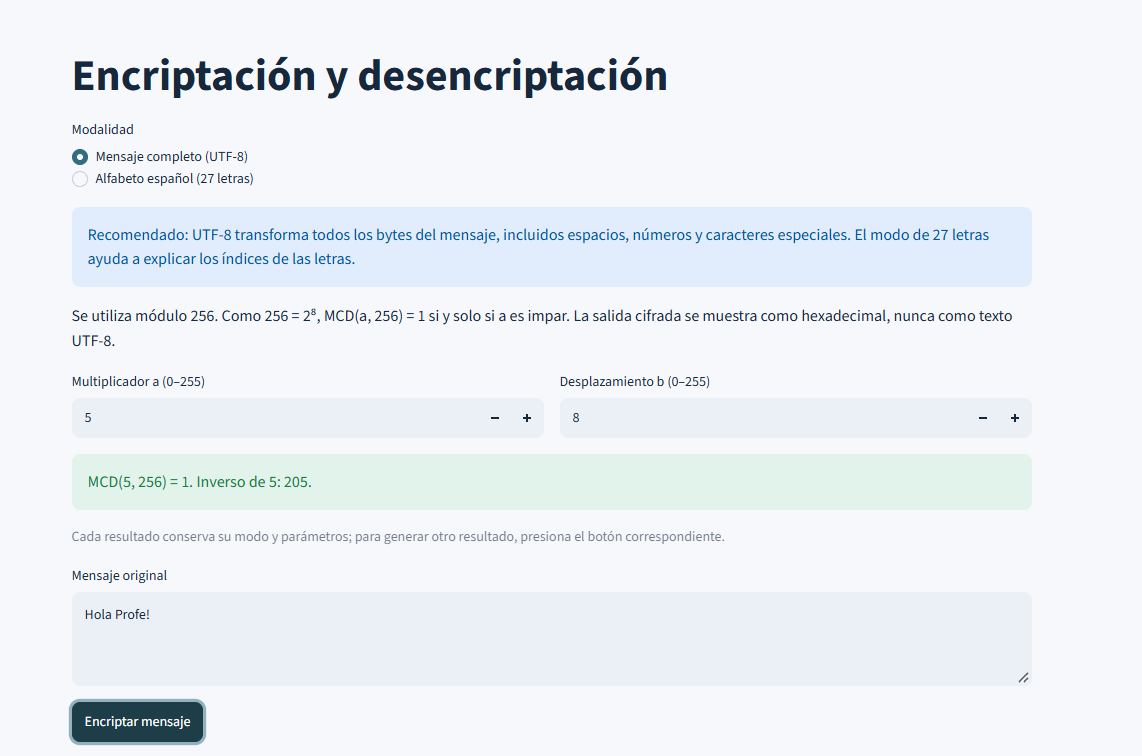 Encriptación y desencriptación
Modalidad
Mensaje completo (UTF-8)
Alfabeto español (27 letras)
Recomendado: UTF-8 transforma todos los bytes del mensaje, incluidos espacios, números y caracteres especiales. El modo de 27 letras
ayuda a explicar los índices de las letras.
Se utiliza módulo 256. Como 256 = 2⁸, MCD(a, 256) = 1 si y solo si a es impar. La salida cifrada se muestra como hexadecimal, nunca como texto
UTF-8.
Multiplicador a (0–255)
Desplazamiento b (0–255)
5
8
MCD(5, 256) = 1. Inverso de 5: 205.
Cada resultado conserva su modo y parámetros; para generar otro resultado, presiona el botón correspondiente.
Mensaje original
Hola Profe!
Encriptar mensaje